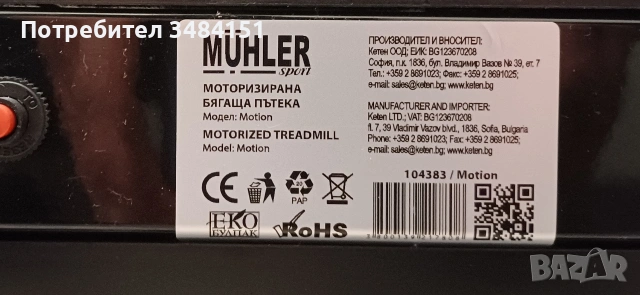 Потребител 3484151
MUHLER
sport
МОТОРИЗИРАНА
БЯГАЩА ПЪТЕКА
Модел: Motion
MOTORIZED TREADMILL
Model: Motion
CE
20
PAP
ЕКО
БУЛПАК
RoHS
ПРОИЗВОДИТЕЛ И ВНОСИТЕЛ:
Кетен ООД; ЕИК: BG123670208
София, п.к. 1836, бул. Владимир Вазов № 39, ет. 7
Тел.: +359 2 8691023; Факс: +359 2 8691025;
e-mail: sales@keten.bg; www.keten.bg
MANUFACTURER AND IMPORTER:
Keten LTD.; VAT: BG123670208
fl. 7, 39 Vladimir Vazov blvd., 1836, Sofia, Bulgaria
Phone: +359 2 8691023; Fax: +359 2 8691025;
e-mail: sales@keten.bg; www.keten.bg
104383 / Motion
bazar